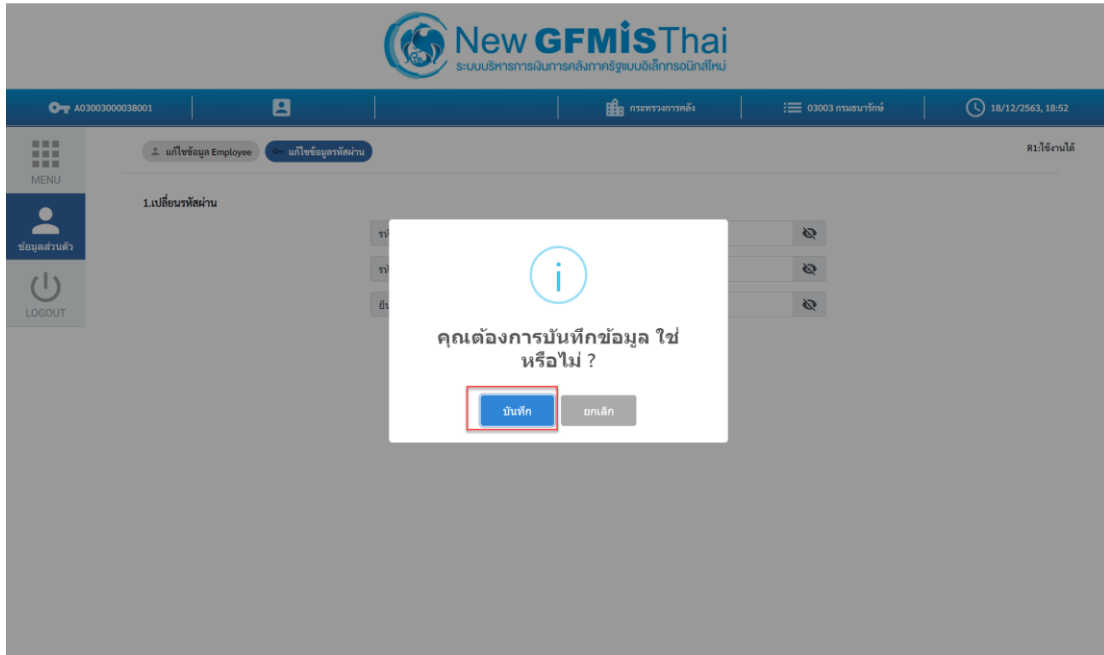 New GFMISThai
ระบบบริหารการเงินการคลังภาครัฐแบบอิเล็กทรอนิกส์ใหม่
A03003000038001
กระทรวงการคลัง
03003 กรมธนารักษ์
18/12/2563, 18:52
MENU
แก้ไขข้อมูล Employee
แก้ไขข้อมูลรหัสผ่าน
R1:ใช้งานได้
1.เปลี่ยนรหัสผ่าน
ข้อมูลส่วนตัว
LOGOUT
คุณต้องการบันทึกข้อมูล ใช่
หรือไม่ ?
บันทึก
ยกเลิก